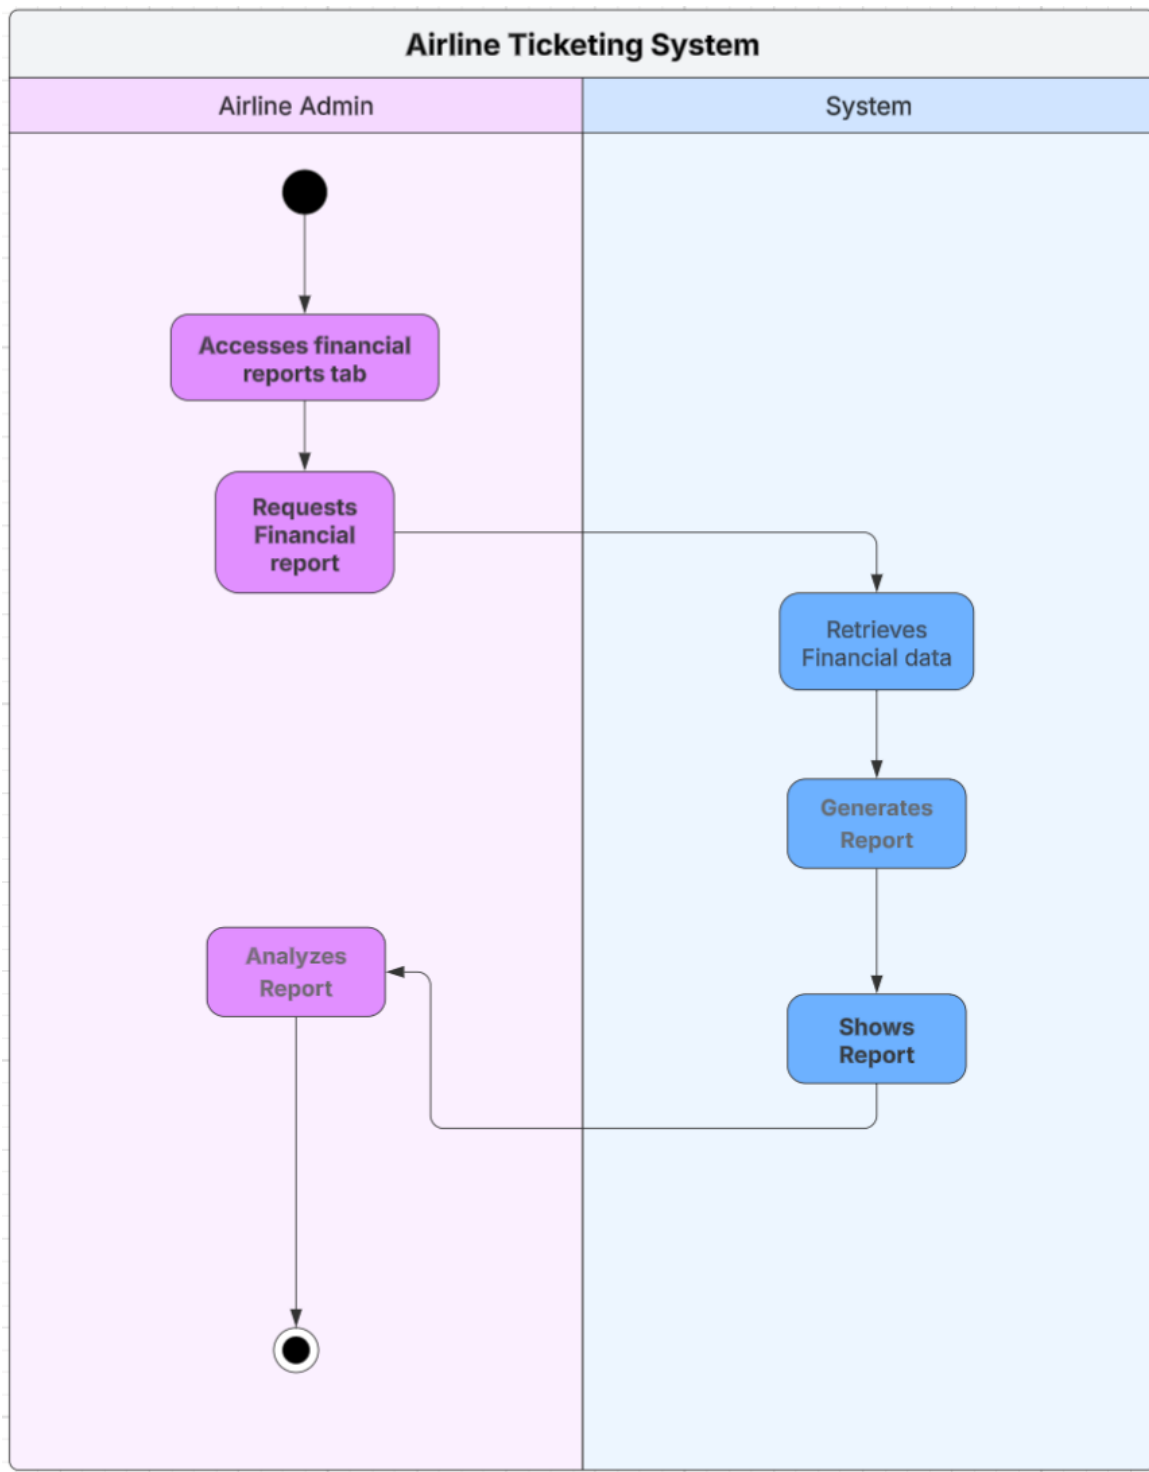 Airline Ticketing System
Airline Admin
System
Accesses financial
reports tab
Requests
Financial
report
Retrieves
Financial data
Generates
Report
Analyzes
Report
Shows
Report